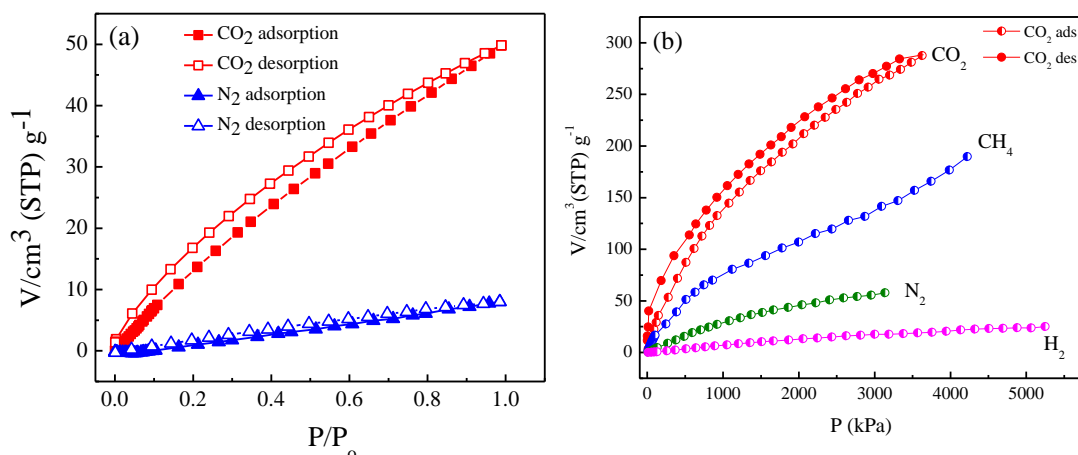 (a)
CO2 adsorption
CO2 desorption
N2 adsorption
N2 desorption
50
40
30
20
10
0
V/cm³ (STP) g⁻¹
0.0 0.2 0.4 0.6 0.8 1.0
P/P0
(b)
CO2 ads
CO2 des
CO2
CH4
N2
H2
300
250
200
150
100
50
0
V/cm³ (STP) g⁻¹
0 1000 2000 3000 4000 5000
P (kPa)